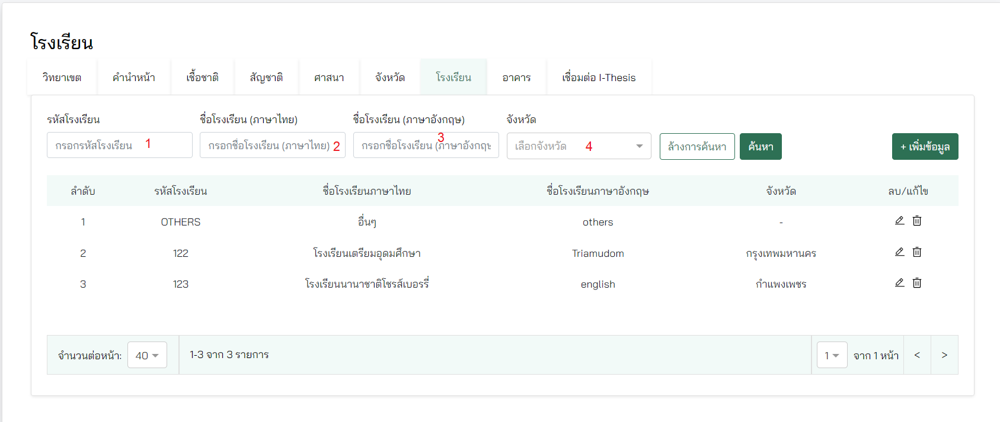 โรงเรียน
วิทยาเขต คำนำหน้า เชื้อชาติ สัญชาติ ศาสนา จังหวัด โรงเรียน อาคาร เชื่อมต่อ I-Thesis
รหัสโรงเรียน ชื่อโรงเรียน (ภาษาไทย) ชื่อโรงเรียน (ภาษาอังกฤษ) จังหวัด
กรอกรหัสโรงเรียน 1 กรอกชื่อโรงเรียน (ภาษาไทย) 2 กรอกชื่อโรงเรียน (ภาษาอังกฤษ 3 เลือกจังหวัด 4 ล้างการค้นหา ค้นหา + เพิ่มข้อมูล
ลำดับ รหัสโรงเรียน ชื่อโรงเรียนภาษาไทย ชื่อโรงเรียนภาษาอังกฤษ จังหวัด ลบ/แก้ไข
1 OTHERS อื่นๆ others -
2 122 โรงเรียนเตรียมอุดมศึกษา Triamudom กรุงเทพมหานคร
3 123 โรงเรียนนานาชาติโชรส์เบอรรี่ english กำแพงเพชร
จำนวนต่อหน้า: 40 1-3 จาก 3 รายการ 1 จาก 1 หน้า < >